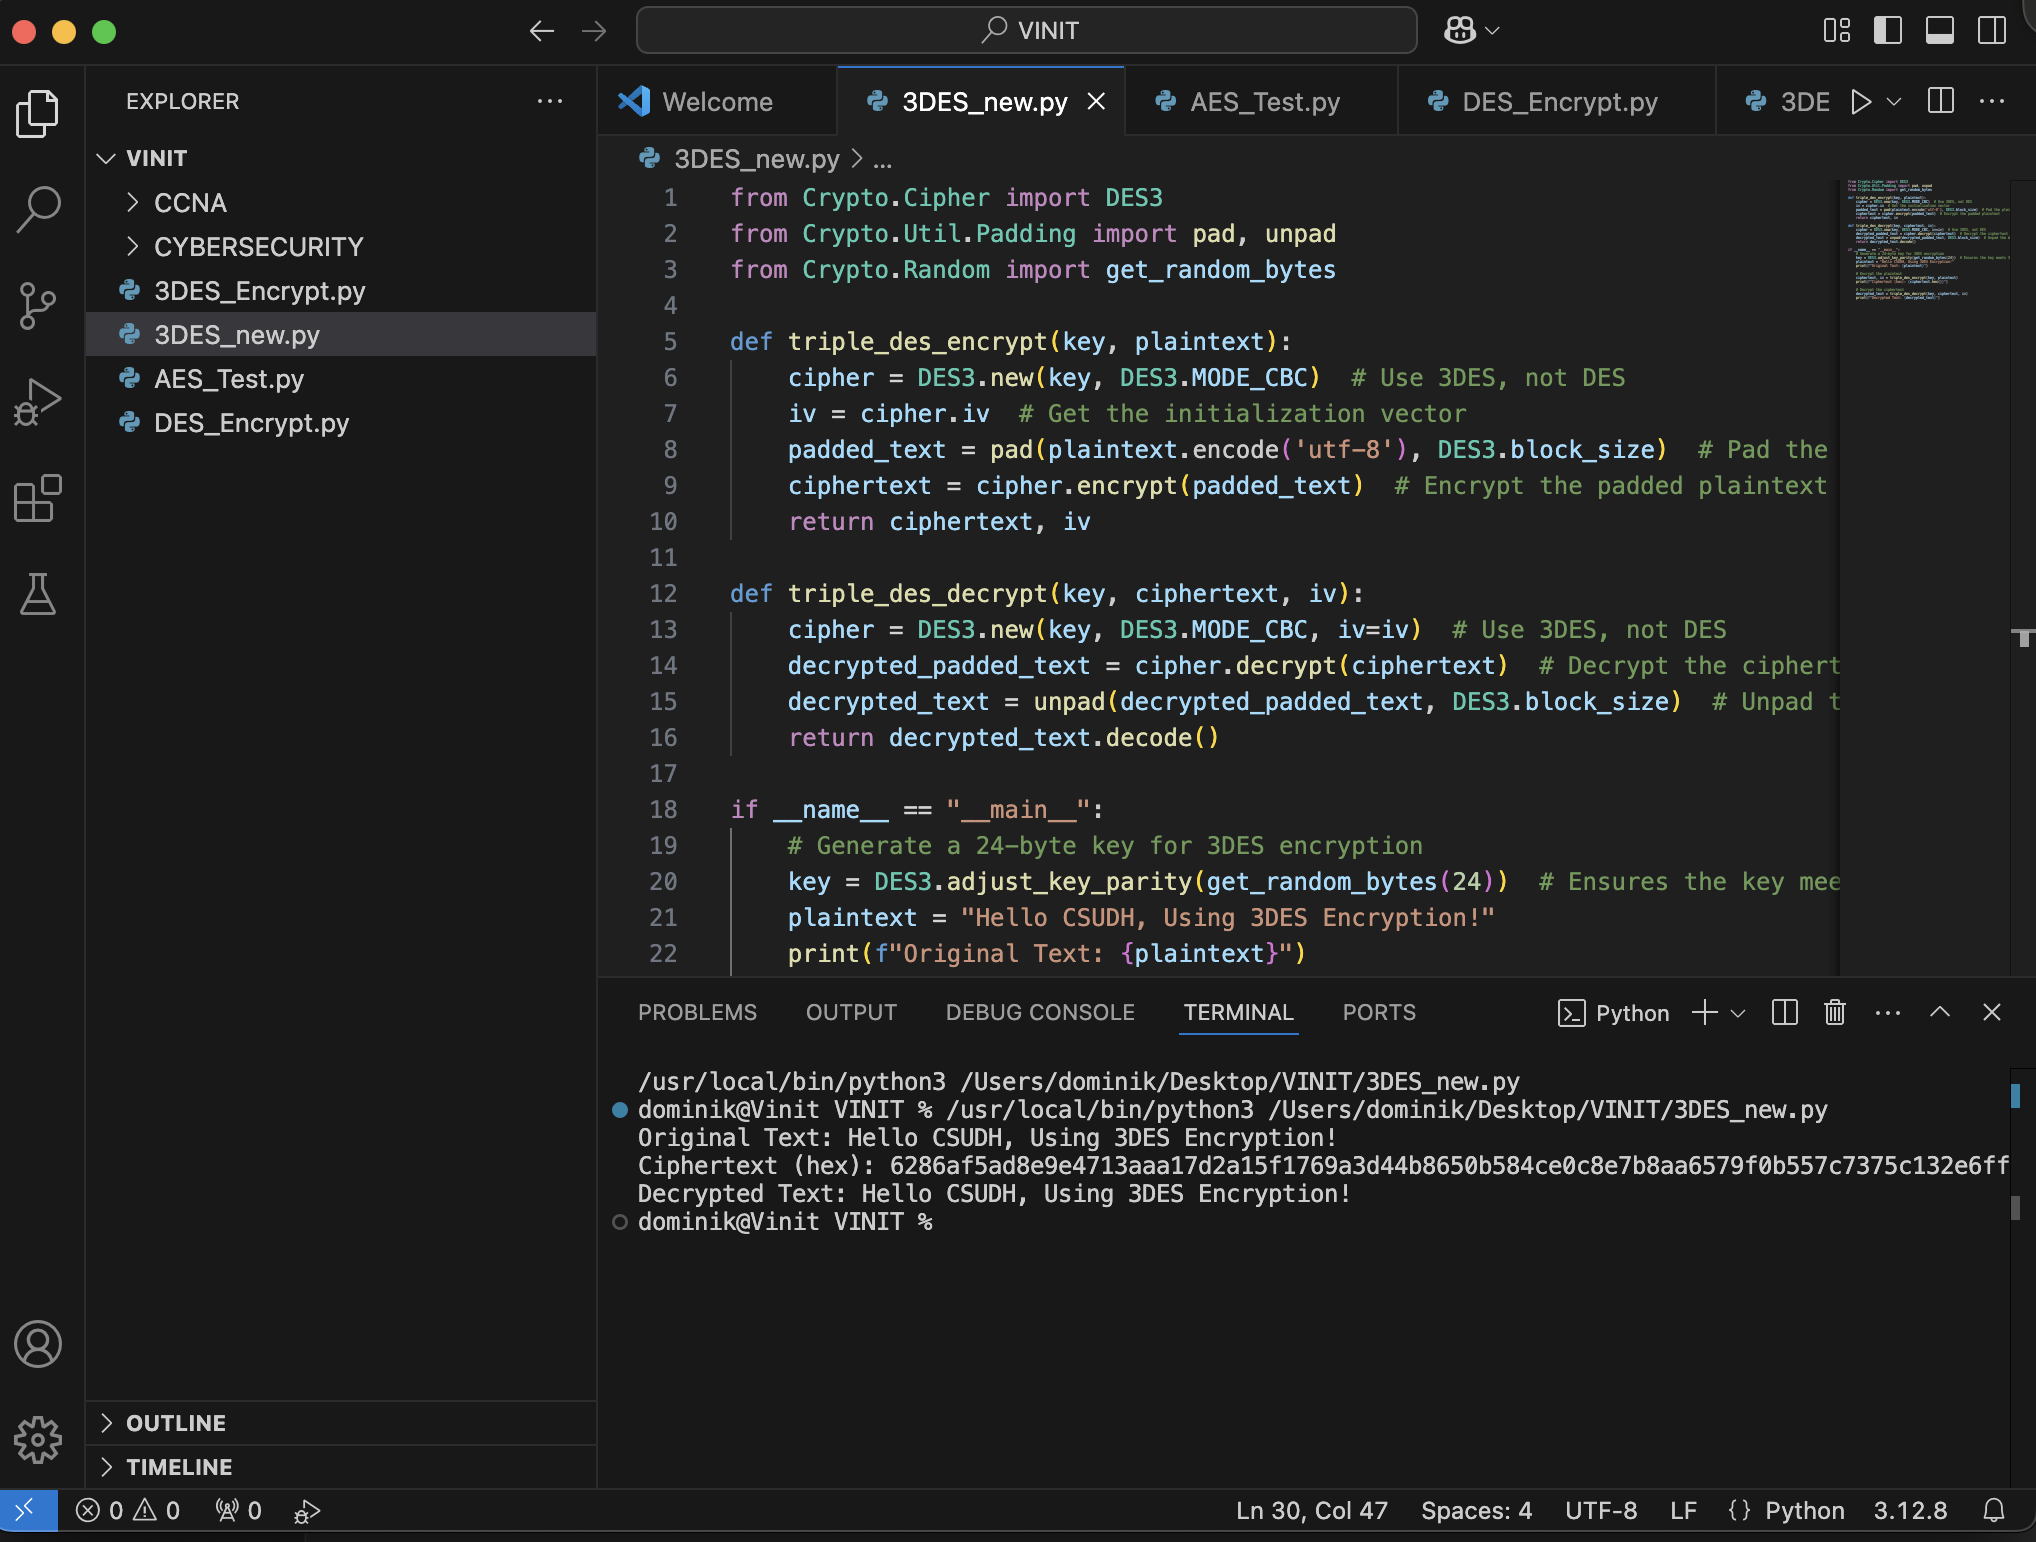 VINIT
EXPLORER
VINIT
CCNA
CYBERSECURITY
3DES_Encrypt.py
3DES_new.py
AES_Test.py
DES_Encrypt.py
OUTLINE
TIMELINE
Welcome
3DES_new.py
AES_Test.py
DES_Encrypt.py
3DE
3DES_new.py > ...
1 from Crypto.Cipher import DES3
2 from Crypto.Util.Padding import pad, unpad
3 from Crypto.Random import get_random_bytes
4
5 def triple_des_encrypt(key, plaintext):
6     cipher = DES3.new(key, DES3.MODE_CBC)  # Use 3DES, not DES
7     iv = cipher.iv  # Get the initialization vector
8     padded_text = pad(plaintext.encode('utf-8'), DES3.block_size)  # Pad the
9     ciphertext = cipher.encrypt(padded_text)  # Encrypt the padded plaintext
10     return ciphertext, iv
11
12 def triple_des_decrypt(key, ciphertext, iv):
13     cipher = DES3.new(key, DES3.MODE_CBC, iv=iv)  # Use 3DES, not DES
14     decrypted_padded_text = cipher.decrypt(ciphertext)  # Decrypt the ciphert
15     decrypted_text = unpad(decrypted_padded_text, DES3.block_size)  # Unpad t
16     return decrypted_text.decode()
17
18 if __name__ == "__main__":
19     # Generate a 24-byte key for 3DES encryption
20     key = DES3.adjust_key_parity(get_random_bytes(24))  # Ensures the key mee
21     plaintext = "Hello CSUDH, Using 3DES Encryption!"
22     print(f"Original Text: {plaintext}")
PROBLEMS OUTPUT DEBUG CONSOLE TERMINAL PORTS Python
/usr/local/bin/python3 /Users/dominik/Desktop/VINIT/3DES_new.py
dominik@Vinit VINIT % /usr/local/bin/python3 /Users/dominik/Desktop/VINIT/3DES_new.py
Original Text: Hello CSUDH, Using 3DES Encryption!
Ciphertext (hex): 6286af5ad8e9e4713aaa17d2a15f1769a3d44b8650b584ce0c8e7b8aa6579f0b557c7375c132e6ff
Decrypted Text: Hello CSUDH, Using 3DES Encryption!
dominik@Vinit VINIT %
0 0 0 Ln 30, Col 47 Spaces: 4 UTF-8 LF {} Python 3.12.8